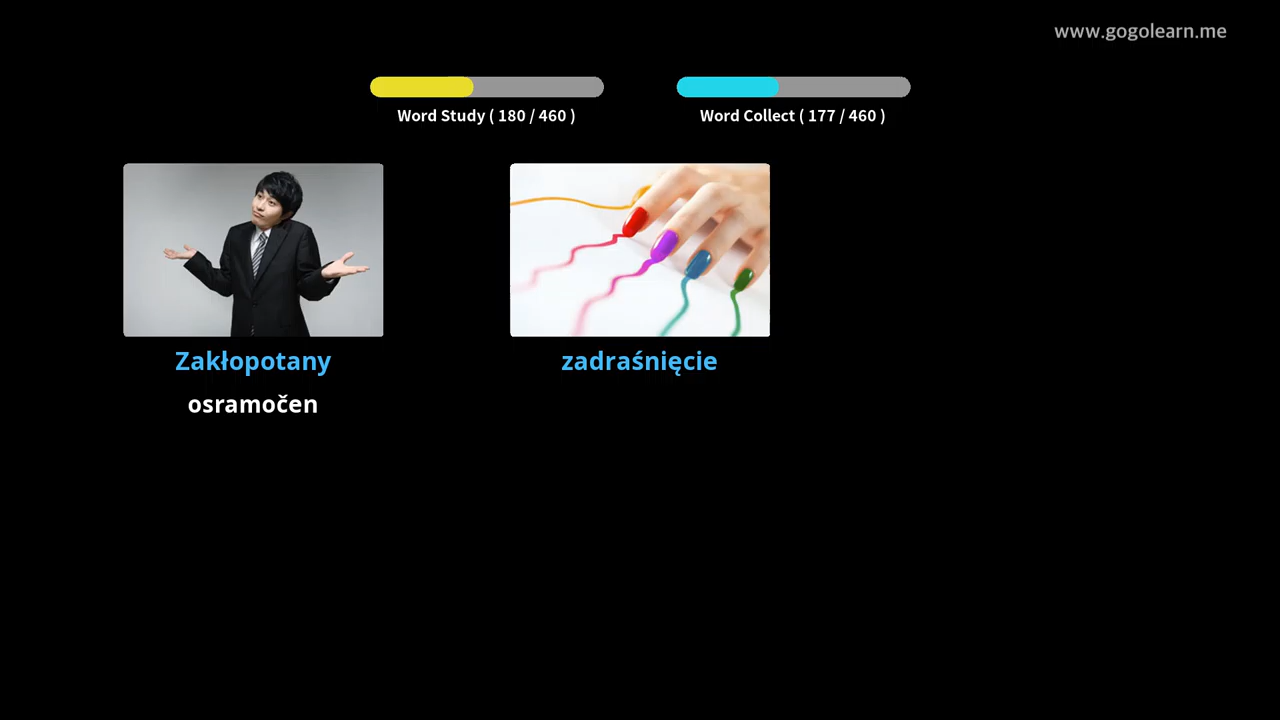 www.gogolearn.me
Word Study ( 180 / 460 )
Word Collect ( 177 / 460 )
Zakłopotany
zadraśnięcie
osramočen